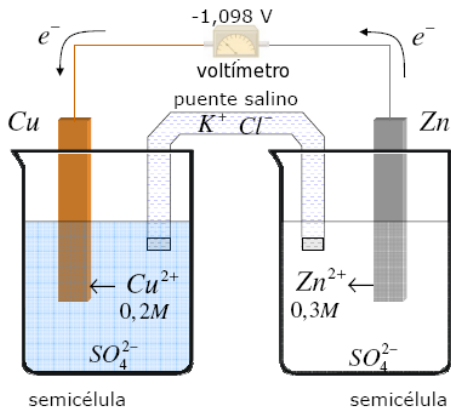 -1,098 V
e⁻
e⁻
voltímetro
puente salino
Cu
K⁺ Cl⁻
Zn
Cu²⁺
0,2M
Zn²⁺
0,3M
SO₄²⁻
SO₄²⁻
semicélula
semicélula